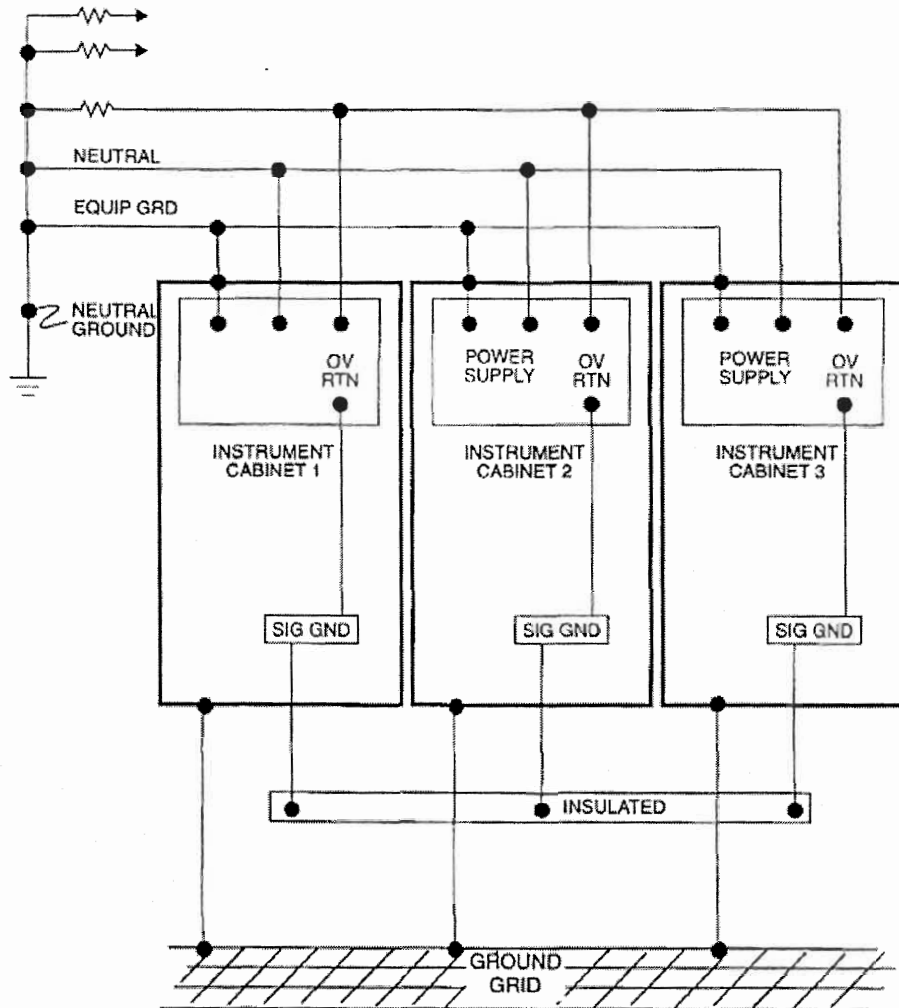 NEUTRAL
EQUIP GRD
NEUTRAL
GROUND
OV
RTN
POWER
SUPPLY
OV
RTN
POWER
SUPPLY
OV
RTN
INSTRUMENT
CABINET 1
INSTRUMENT
CABINET 2
INSTRUMENT
CABINET 3
SIG GND
SIG GND
SIG GND
INSULATED
GROUND
GRID